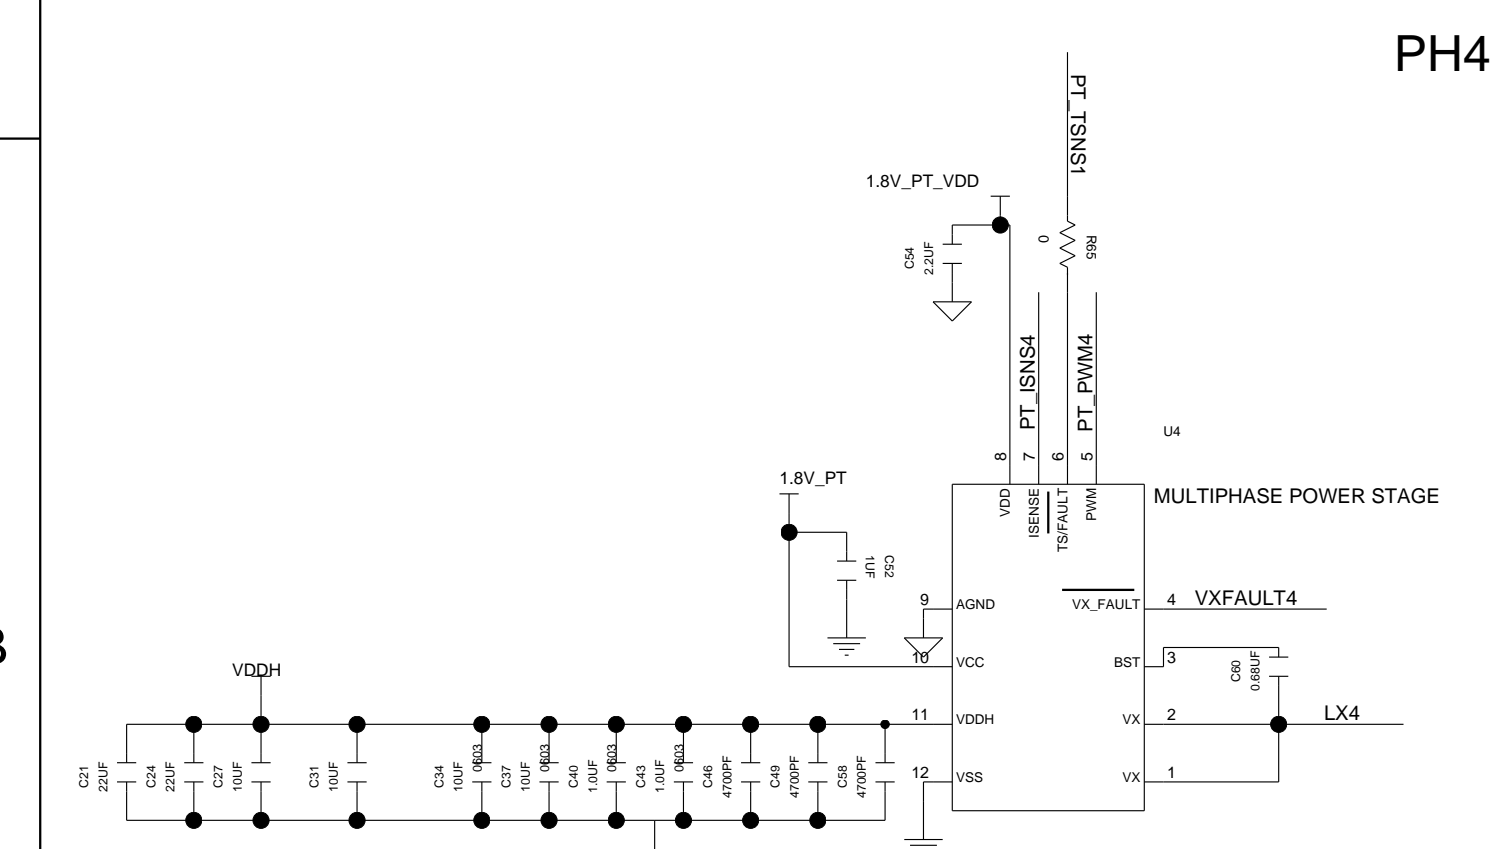 PH4
PT_TSNS1
1.8V_PT_VDD
C54
2.2UF
0
R65
PT_ISNS4
PT_PWM4
U4
8
7
6
5
1.8V_PT
MULTIPHASE POWER STAGE
VDD
ISENSE
TS/FAULT
PWM
1UF
C52
9
AGND
VX_FAULT
4
VXFAULT4
10
VCC
BST
3
C60
0.68UF
VDDH
11
VDDH
VX
2
LX4
12
VSS
VX
1
C21
22UF
C24
22UF
C27
10UF
C31
10UF
C34
10UF
0603
C37
10UF
0603
C40
1.0UF
0603
C43
1.0UF
0603
C46
4700PF
C49
4700PF
C58
4700PF